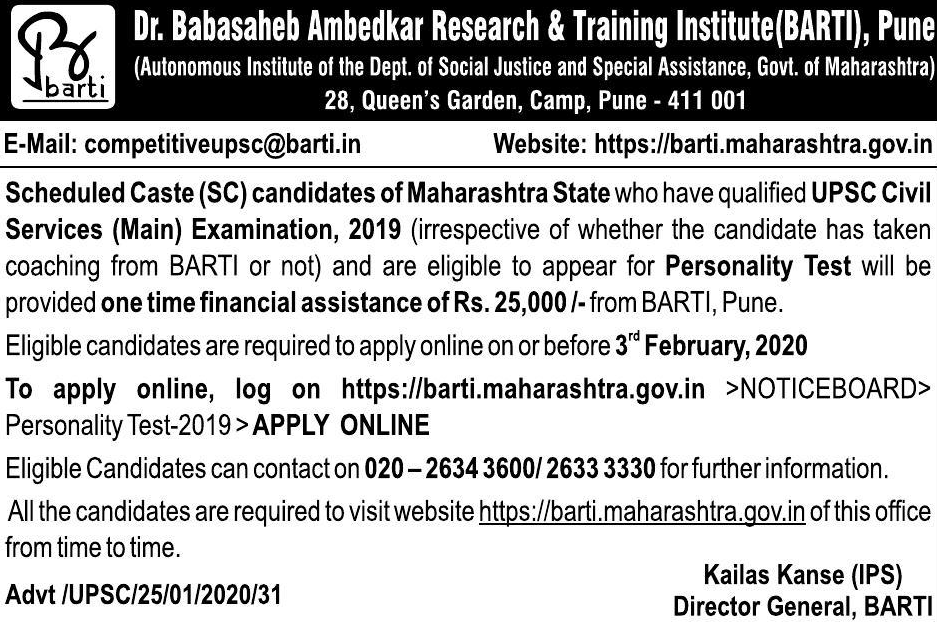 barti
Dr. Babasaheb Ambedkar Research & Training Institute(BARTI), Pune
(Autonomous Institute of the Dept. of Social Justice and Special Assistance, Govt. of Maharashtra)
28, Queen's Garden, Camp, Pune - 411 001
E-Mail: competitiveupsc@barti.in Website: https://barti.maharashtra.gov.in
Scheduled Caste (SC) candidates of Maharashtra State who have qualified UPSC Civil
Services (Main) Examination, 2019 (irrespective of whether the candidate has taken
coaching from BARTI or not) and are eligible to appear for Personality Test will be
provided one time financial assistance of Rs. 25,000 /- from BARTI, Pune.
Eligible candidates are required to apply online on or before 3rd February, 2020
To apply online, log on https://barti.maharashtra.gov.in >NOTICEBOARD>
Personality Test-2019 > APPLY ONLINE
Eligible Candidates can contact on 020 – 2634 3600/ 2633 3330 for further information.
All the candidates are required to visit website https://barti.maharashtra.gov.in of this office
from time to time.
Kailas Kanse (IPS)
Advt /UPSC/25/01/2020/31
Director General, BARTI